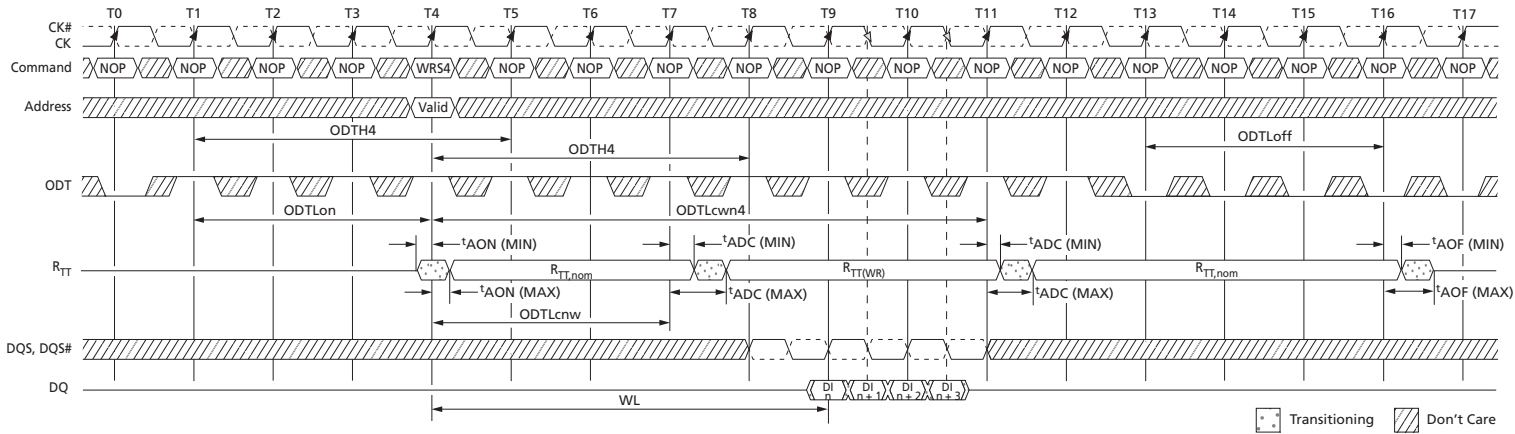 T0 T1 T2 T3 T4 T5 T6 T7 T8 T9 T10 T11 T12 T13 T14 T15 T16 T17
CK#
CK
Command NOP NOP NOP NOP WRS4 NOP NOP NOP NOP NOP NOP NOP NOP NOP NOP NOP NOP NOP
Address Valid
ODTH4 ODTLoff
ODTH4
ODT
ODTLon ODTLcwn4
tAON (MIN) tADC (MIN) tADC (MIN) tAOF (MIN)
RTT RTT,nom RTT(WR) RTT,nom
tAON (MAX) tADC (MAX) tADC (MAX) tAOF (MAX)
ODTLcnw
DQS, DQS#
DQ DI n DI n + 1 DI n + 2 DI n + 3
WL
Transitioning Don't Care